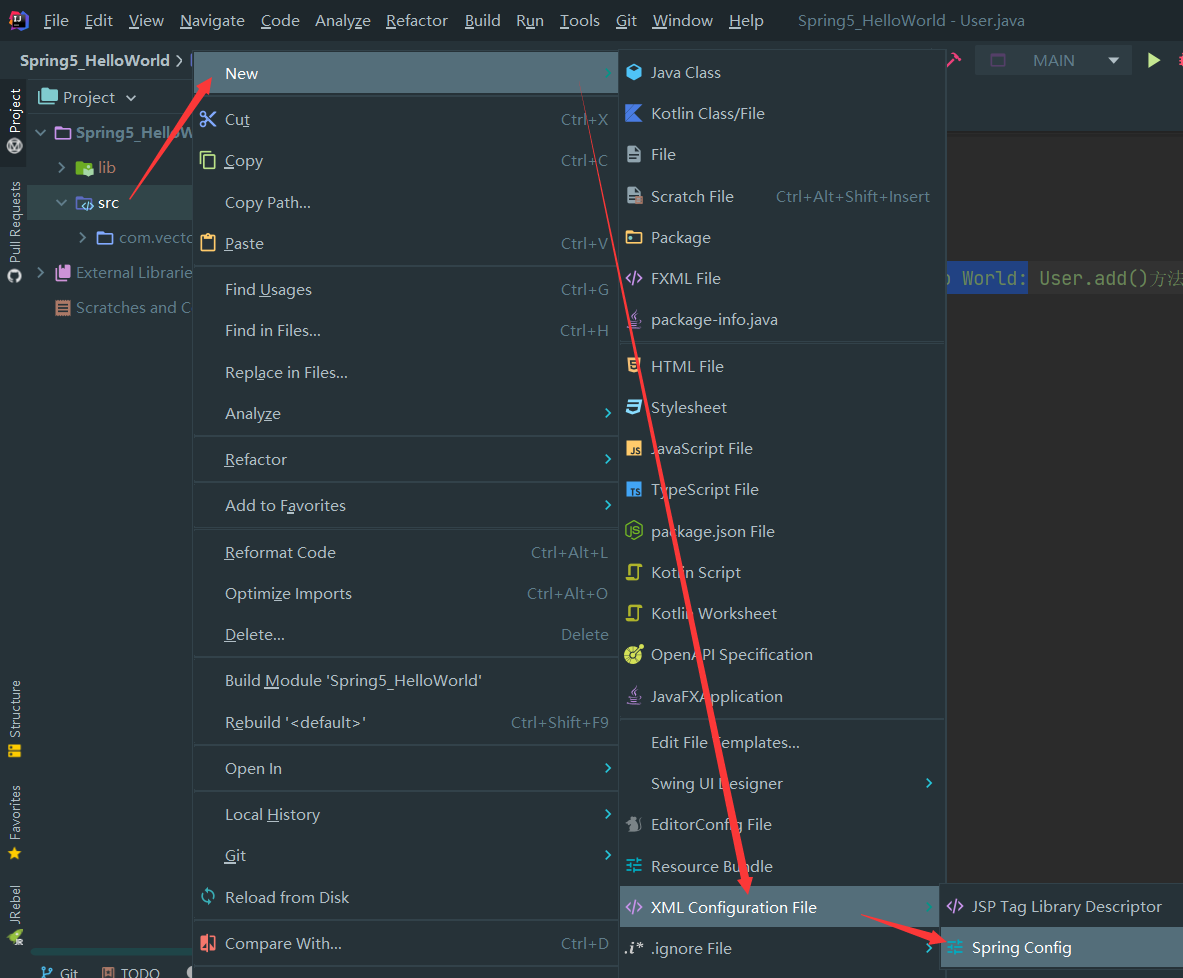 File Edit View Navigate Code Analyze Refactor Build Run Tools Git Window Help Spring5_HelloWorld - User.java
Spring5_HelloWorld
MAIN
Project
Spring5_HelloW
lib
src
com.vecto
External Librarie
Scratches and C
Project
Pull Requests
Structure
Favorites
JRebel
New
Cut Ctrl+X
Copy Ctrl+C
Copy Path...
Paste Ctrl+V
Find Usages Ctrl+G
Find in Files... Ctrl+H
Replace in Files...
Analyze
Refactor
Add to Favorites
Reformat Code Ctrl+Alt+L
Optimize Imports Ctrl+Alt+O
Delete... Delete
Build Module 'Spring5_HelloWorld'
Rebuild '<default>' Ctrl+Shift+F9
Open In
Local History
Git
Reload from Disk
Compare With... Ctrl+D
Java Class
Kotlin Class/File
File
Scratch File Ctrl+Alt+Shift+Insert
Package
FXML File
package-info.java
HTML File
Stylesheet
JavaScript File
TypeScript File
package.json File
Kotlin Script
Kotlin Worksheet
OpenAPI Specification
JavaFXApplication
Edit File Templates...
Swing UI Designer
EditorConfig File
Resource Bundle
XML Configuration File
.ignore File
JSP Tag Library Descriptor
Spring Config
World: User.add()方法
Git TODO